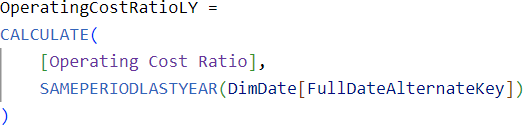 OperatingCostRatioLY =
CALCULATE(
[Operating Cost Ratio],
SAMEPERIODLASTYEAR(DimDate[FullDateAlternateKey])
)